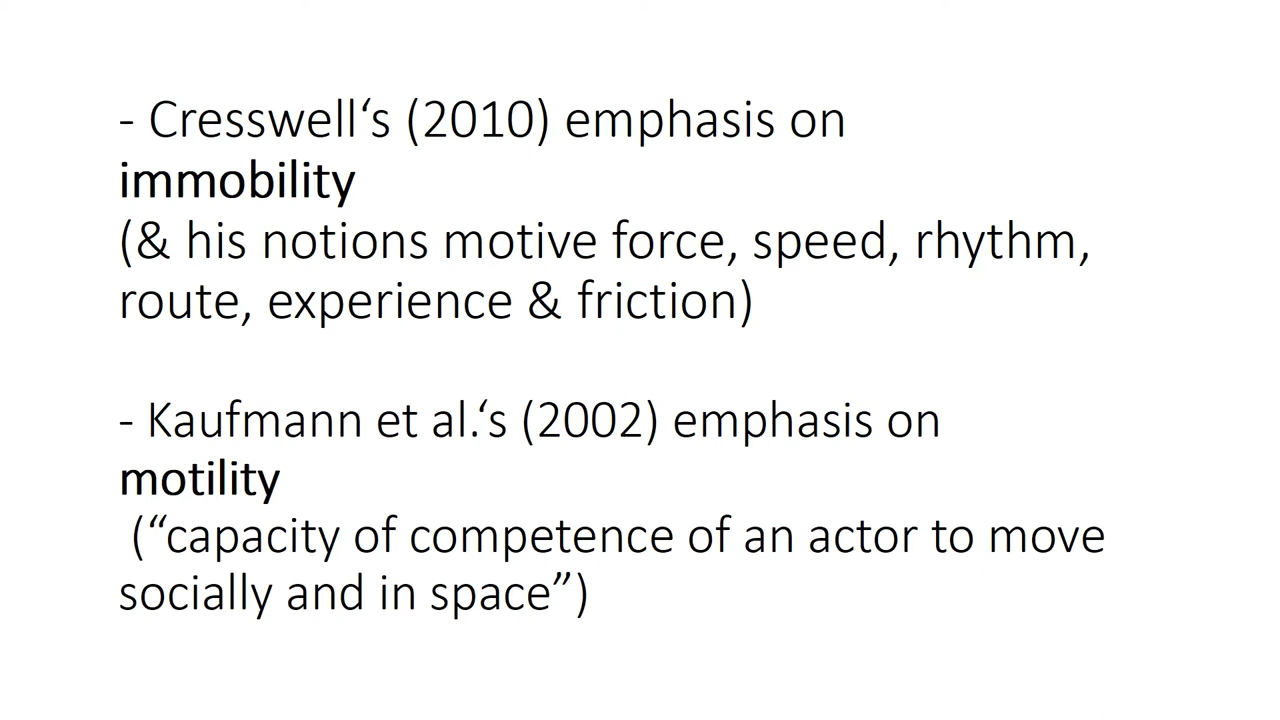 - Cresswell‘s (2010) emphasis on
immobility
(& his notions motive force, speed, rhythm,
route, experience & friction)
- Kaufmann et al.‘s (2002) emphasis on
motility
(“capacity of competence of an actor to move
socially and in space”)